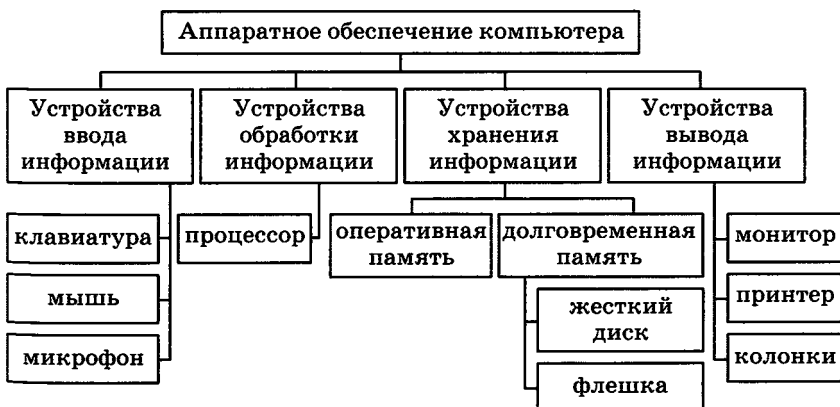 Аппаратное обеспечение компьютера
Устройства
ввода
информации
Устройства
обработки
информации
Устройства
хранения
информации
Устройства
вывода
информации
клавиатура
мышь
микрофон
процессор
оперативная
память
долговременная
память
жесткий
диск
флешка
монитор
принтер
колонки